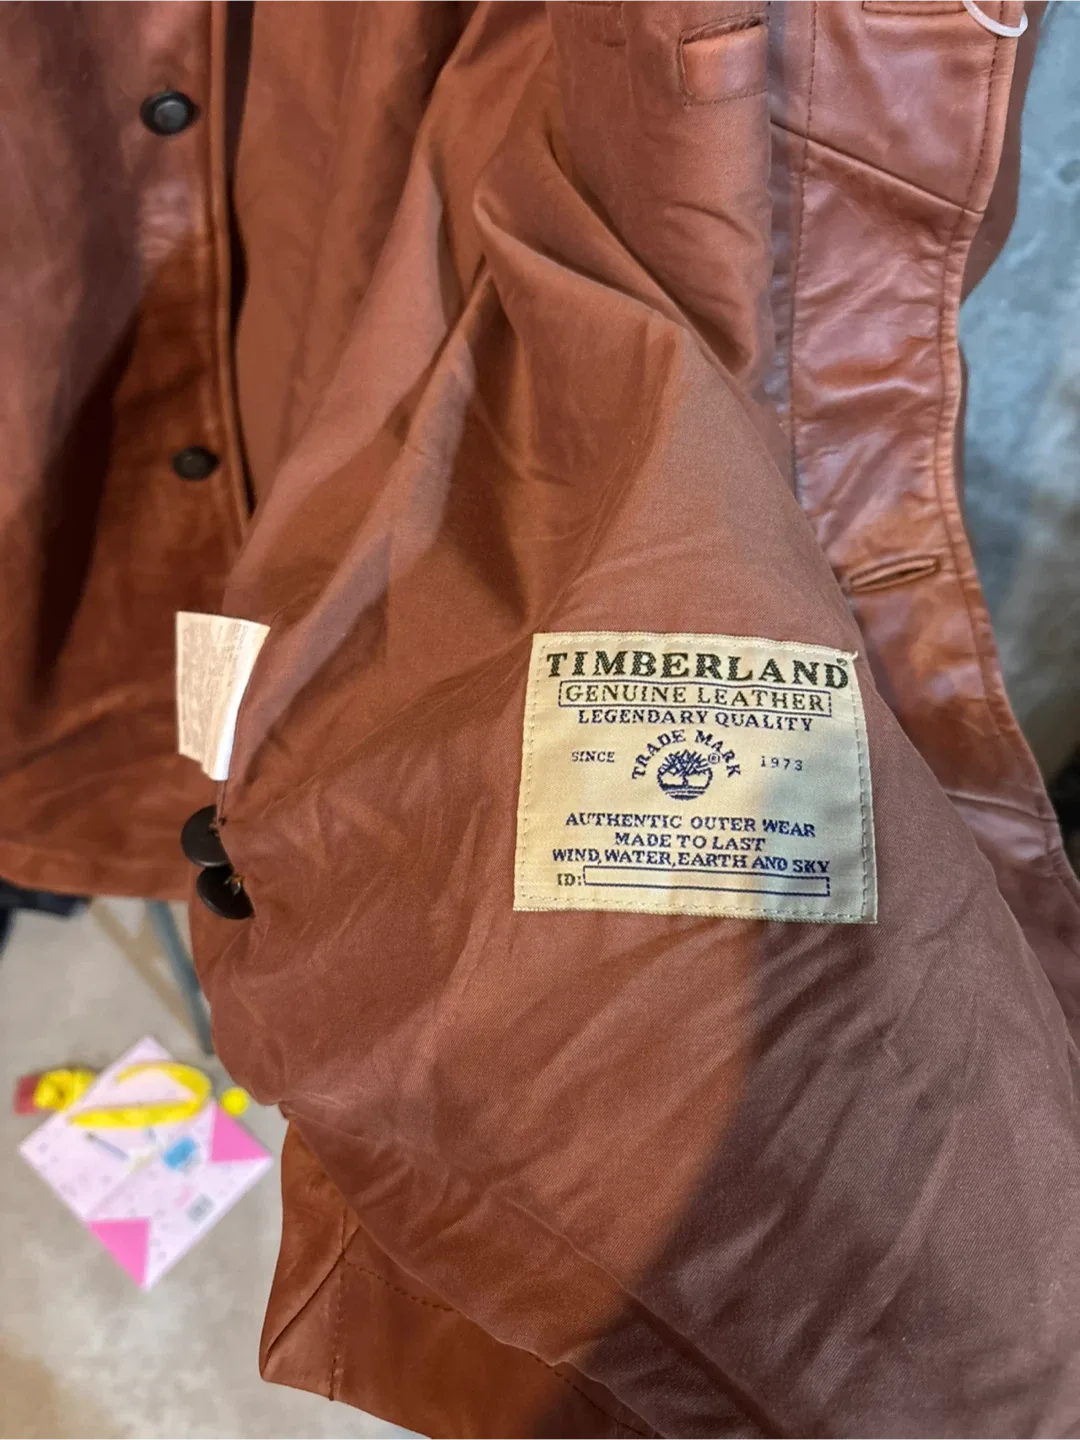 TIMBERLAND®
GENUINE LEATHER
LEGENDARY QUALITY
TRADE MARK
SINCE ® 1973
AUTHENTIC OUTER WEAR
MADE TO LAST
WIND, WATER, EARTH AND SKY
ID: